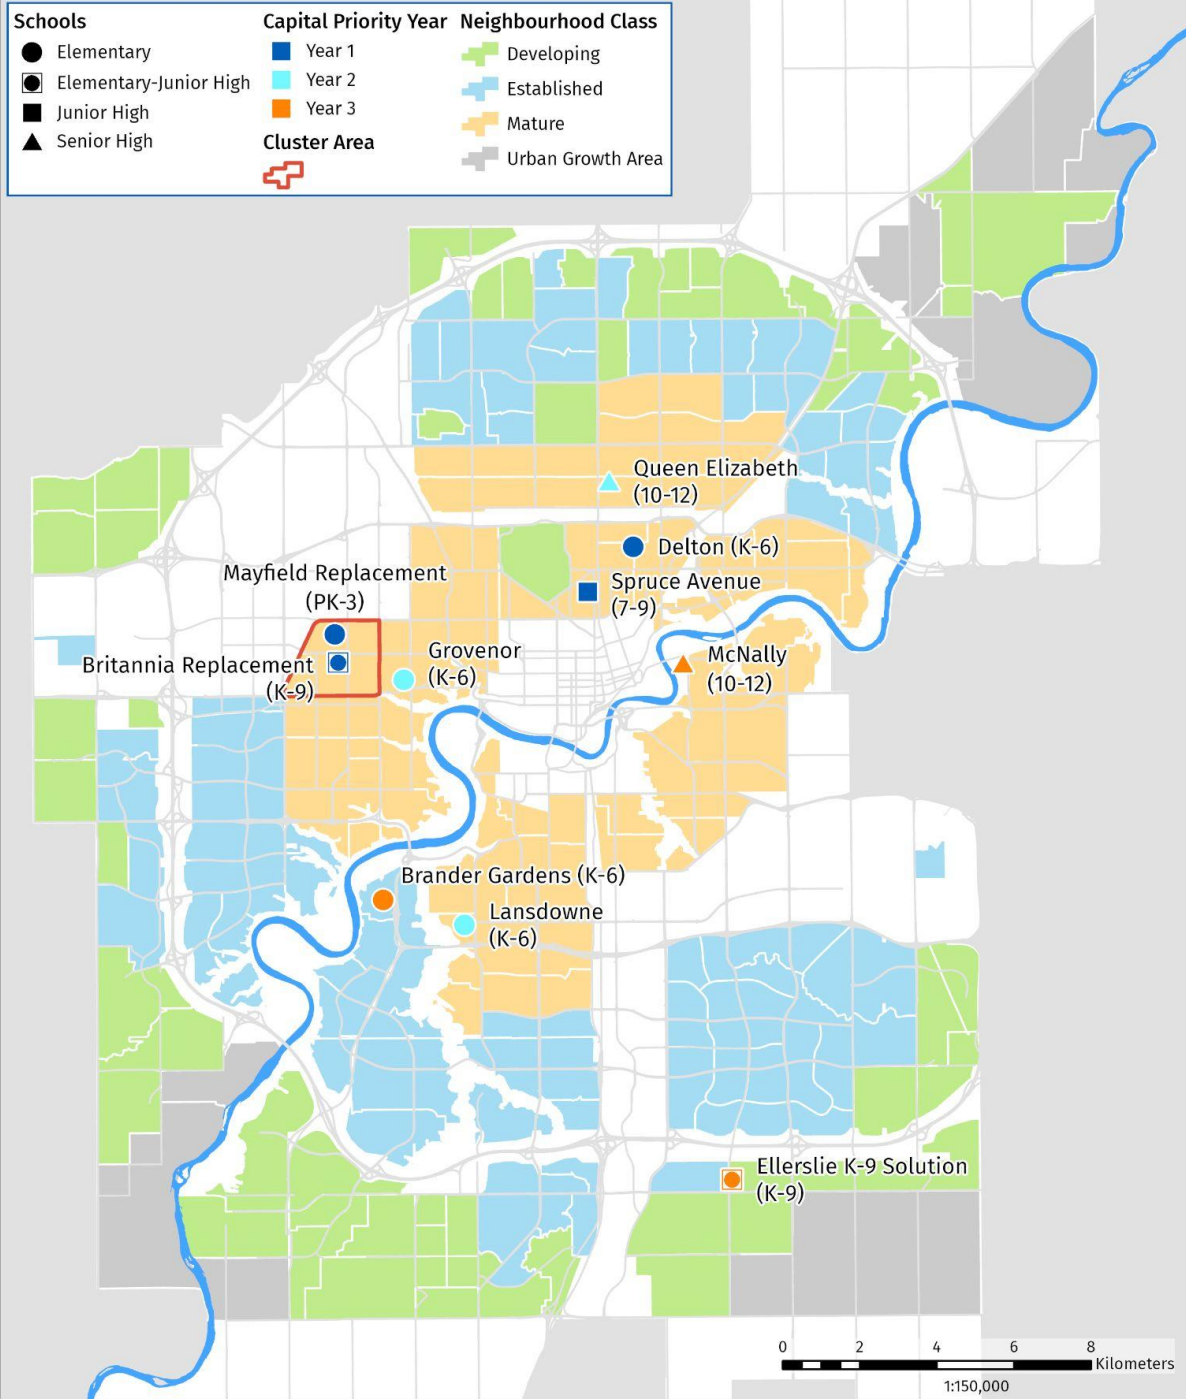 Schools
Elementary
Elementary-Junior High
Junior High
Senior High
Capital Priority Year
Year 1
Year 2
Year 3
Cluster Area
Neighbourhood Class
Developing
Established
Mature
Urban Growth Area
Queen Elizabeth
(10-12)
Delton (K-6)
Mayfield Replacement
(PK-3)
Spruce Avenue
(7-9)
Britannia Replacement
(K-9)
Grovenor
(K-6)
McNally
(10-12)
Brander Gardens (K-6)
Lansdowne
(K-6)
Ellerslie K-9 Solution
(K-9)
0 2 4 6 8
Kilometers
1:150,000